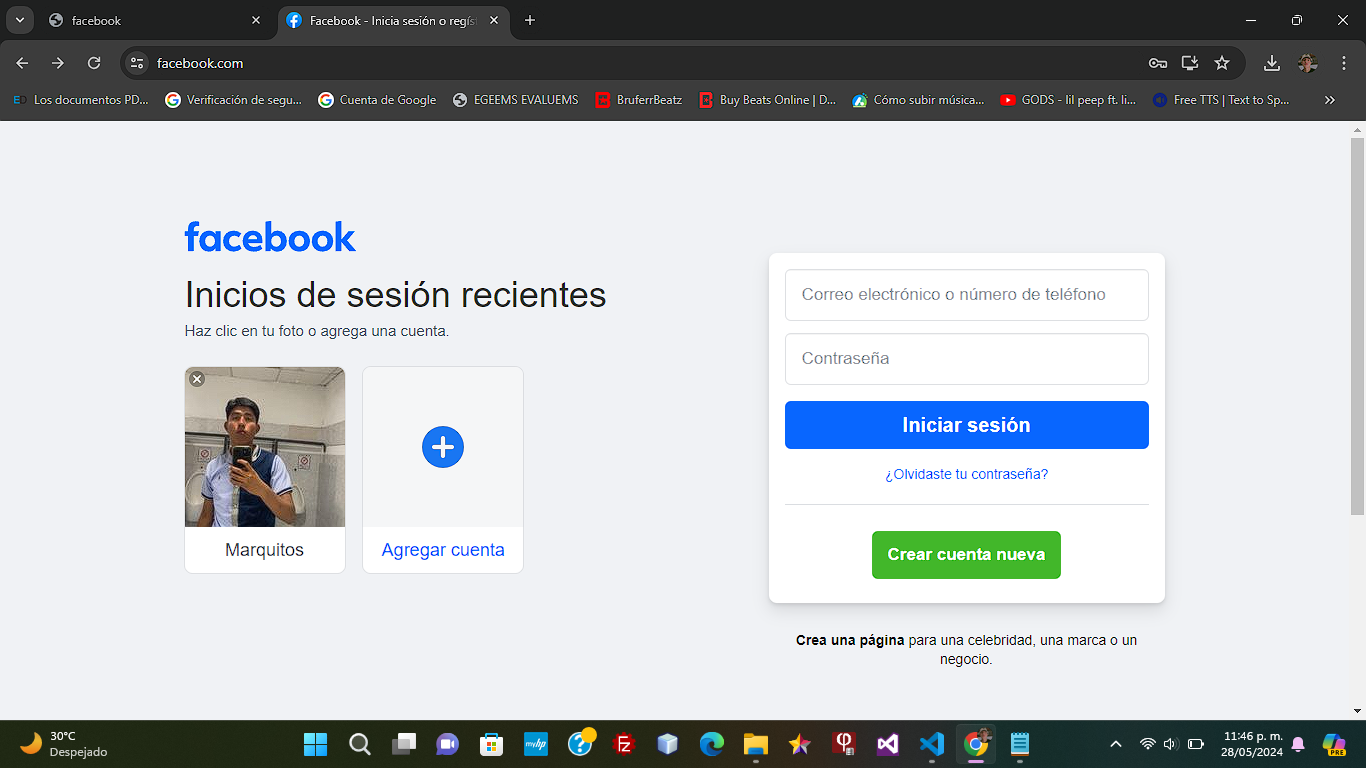 facebook
Facebook - Inicia sesión o regíst
facebook.com
Los documentos PD...
Verificación de segu...
Cuenta de Google
EGEEMS EVALUEMS
BruferrBeatz
Buy Beats Online | D...
Cómo subir música...
GODS - lil peep ft. li...
Free TTS | Text to Sp...
facebook
Inicios de sesión recientes
Haz clic en tu foto o agrega una cuenta.
Marquitos
Agregar cuenta
Correo electrónico o número de teléfono
Contraseña
Iniciar sesión
¿Olvidaste tu contraseña?
Crear cuenta nueva
Crea una página para una celebridad, una marca o un
negocio.
30°C
Despejado
myhp
Fz
11:46 p. m.
28/05/2024
PRE